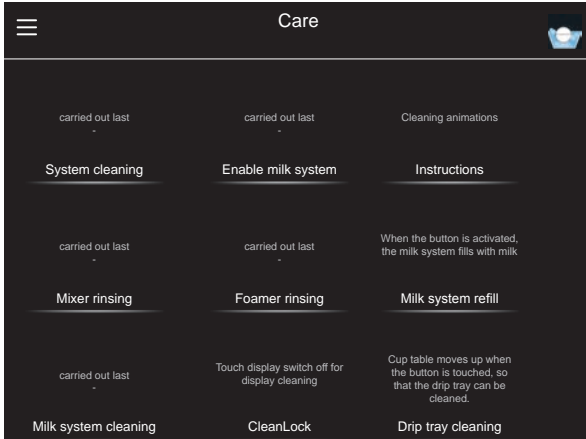 Care
carried out last
-
carried out last
-
Cleaning animations
System cleaning
Enable milk system
Instructions
carried out last
-
carried out last
-
When the button is activated,
the milk system fills with milk
Mixer rinsing
Foamer rinsing
Milk system refill
carried out last
-
Touch display switch off for
display cleaning
Cup table moves up when
the button is touched, so
that the drip tray can be
cleaned.
Milk system cleaning
CleanLock
Drip tray cleaning